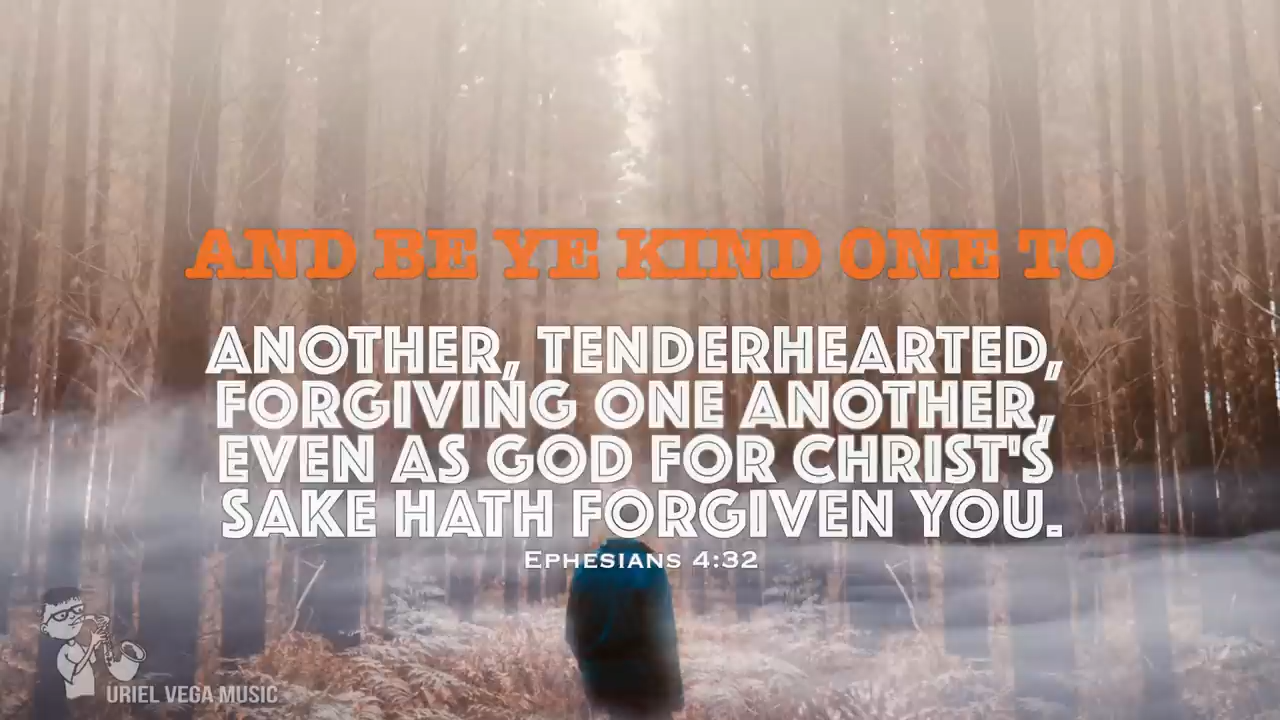 AND BE YE KIND ONE TO
ANOTHER, TENDERHEARTED,
FORGIVING ONE ANOTHER,
EVEN AS GOD FOR CHRIST'S
SAKE HATH FORGIVEN YOU.
EPHESIANS 4:32
URIEL VEGA MUSIC